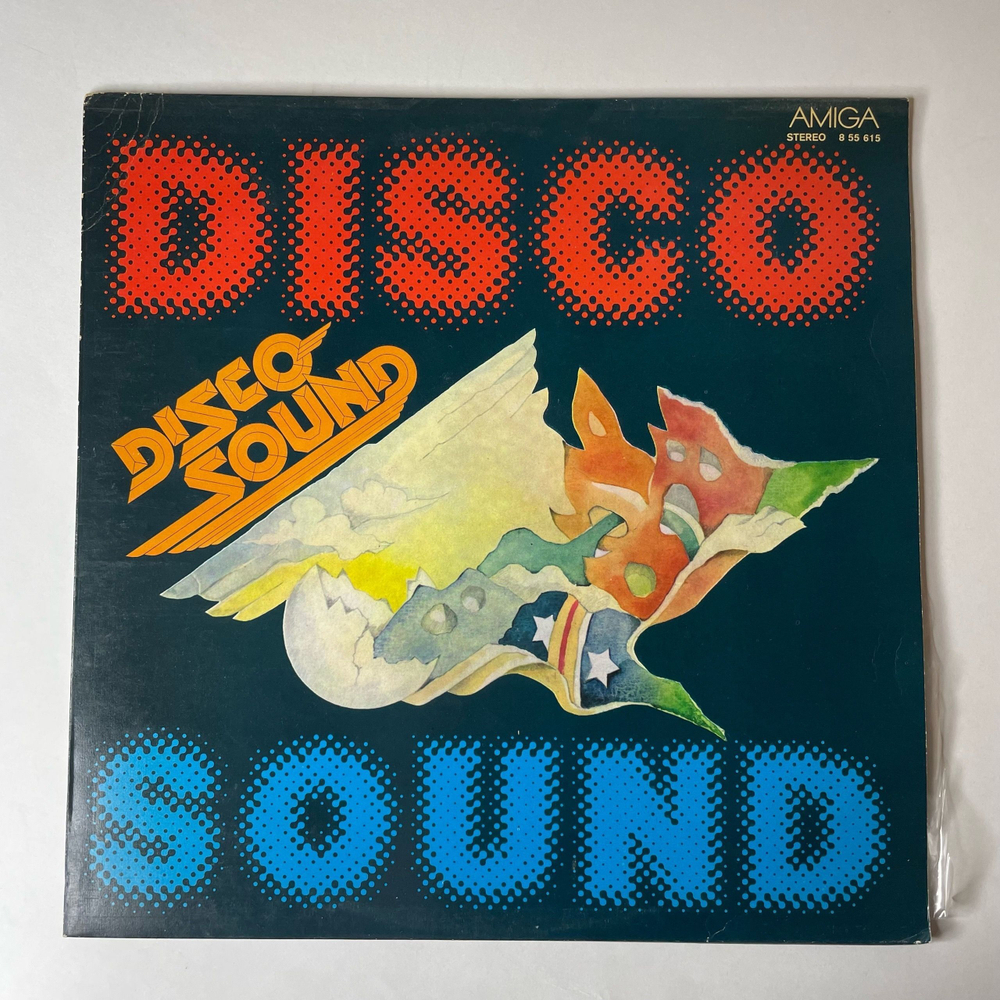 AMIGA
STEREO 8 55 615
DISCO
DISCO
SOUND
SOUND